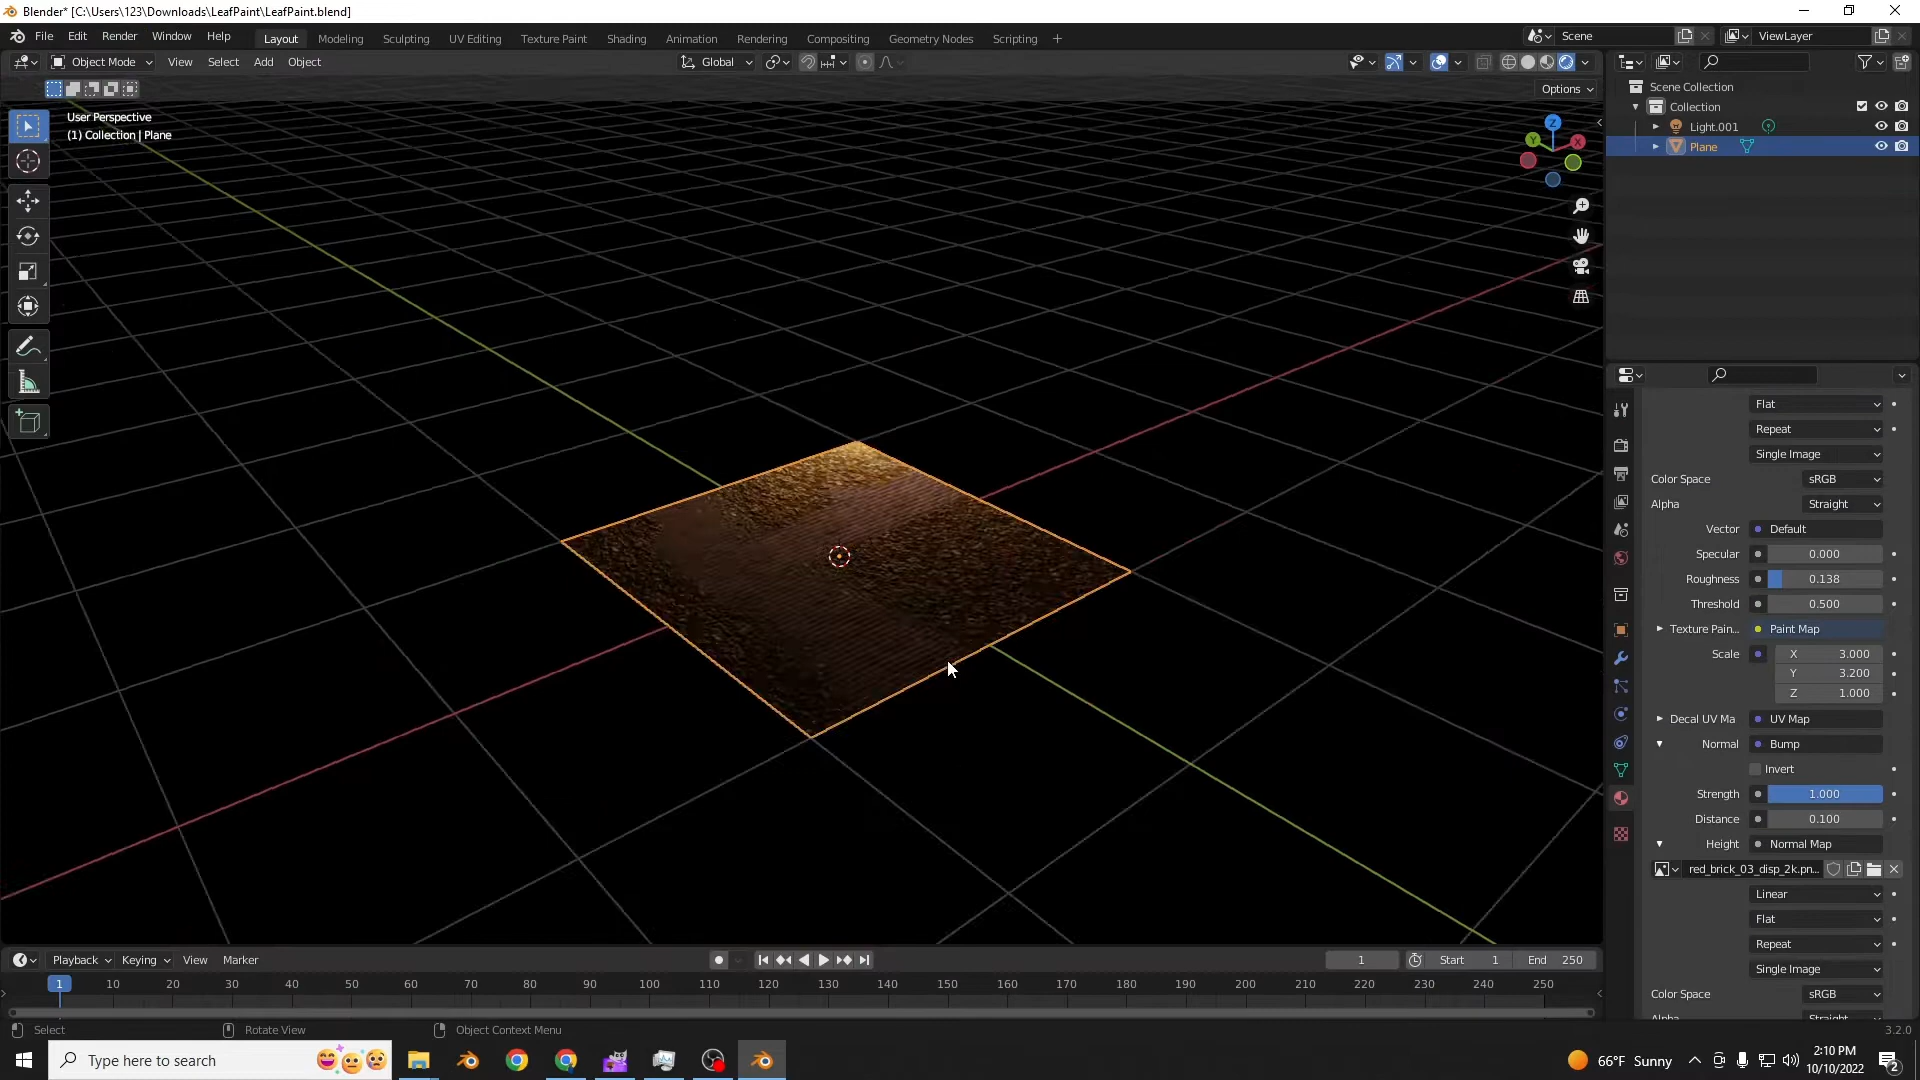 Blender* [C:\Users\123\Downloads\LeafPaint\LeafPaint.blend]
File Edit Render Window Help
Layout Modeling Sculpting UV Editing Texture Paint Shading Animation Rendering Compositing Geometry Nodes Scripting +
Scene
ViewLayer
Object Mode View Select Add Object
Global
Options
User Perspective
(1) Collection | Plane
Z
Y
X
Scene Collection
Collection
Light.001
Plane
Flat
Repeat
Single Image
Color Space sRGB
Alpha Straight
Vector Default
Specular 0.000
Roughness 0.138
Threshold 0.500
Texture Pain... Paint Map
Scale X 3.000
Y 3.200
Z 1.000
Decal UV Ma UV Map
Normal Bump
Invert
Strength 1.000
Distance 0.100
Height Normal Map
red_brick_03_disp_2k.pn...
Linear
Flat
Repeat
Single Image
Color Space sRGB
Alpha Straight
Playback Keying View Marker
1 Start 1 End 250
1 10 20 30 40 50 60 70 80 90 100 110 120 130 140 150 160 170 180 190 200 210 220 230 240 250
Select Rotate View Object Context Menu
3.2.0
Type here to search
66°F Sunny
2:10 PM
10/10/2022
2